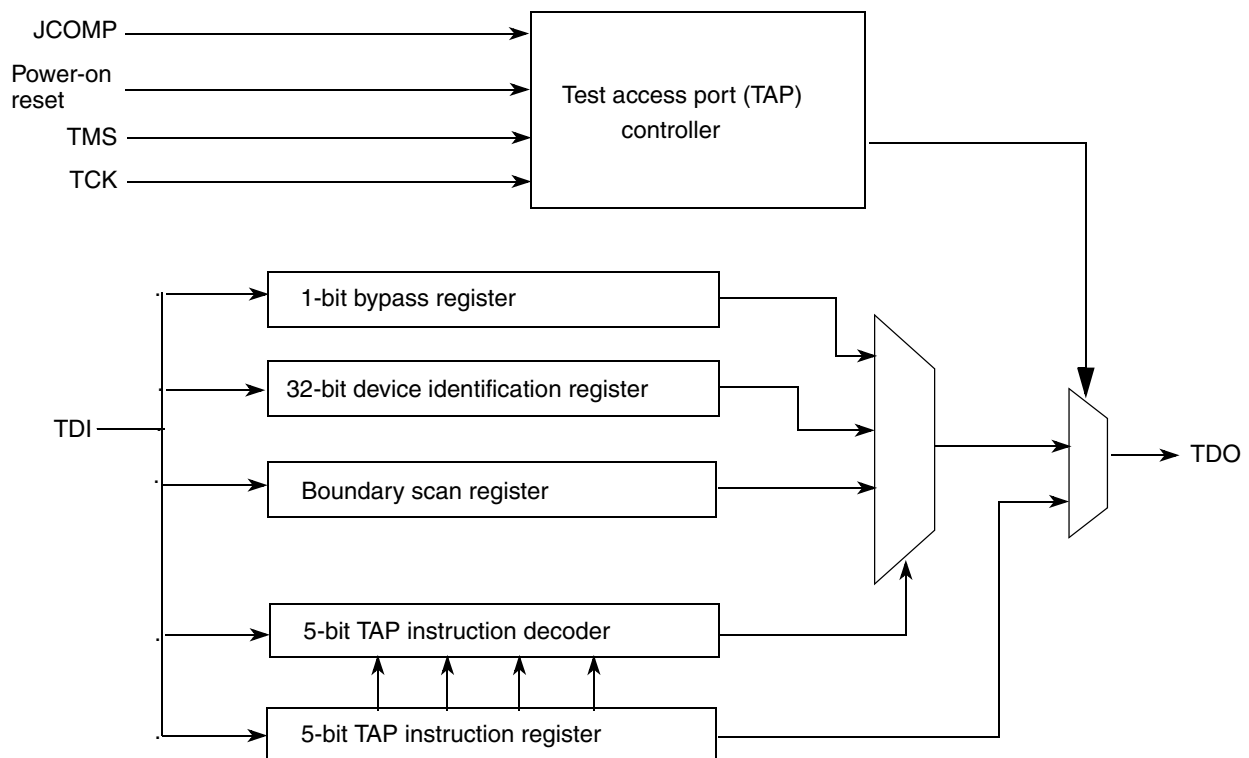 JCOMP
Power-on
reset
TMS
TCK
Test access port (TAP)
controller
1-bit bypass register
32-bit device identification register
TDI
Boundary scan register
TDO
5-bit TAP instruction decoder
5-bit TAP instruction register